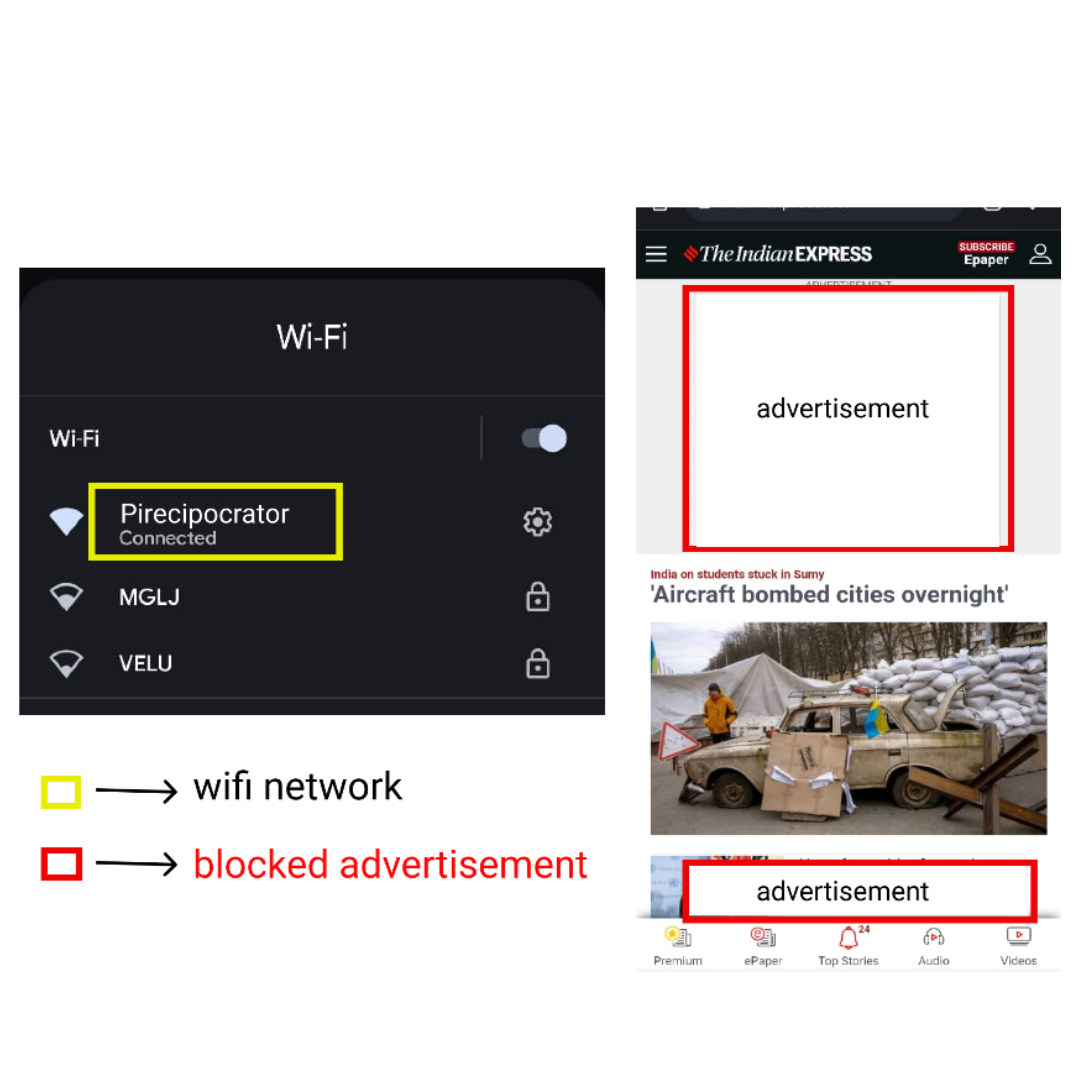 Wi-Fi
Wi-Fi
Pirecipocrator
Connected
MGLJ
VELU
wifi network
blocked advertisement
The Indian EXPRESS
SUBSCRIBE
Epaper
ADVERTISEMENT
advertisement
India on students stuck in Sumy
'Aircraft bombed cities overnight'
advertisement
24
Premium
ePaper
Top Stories
Audio
Videos